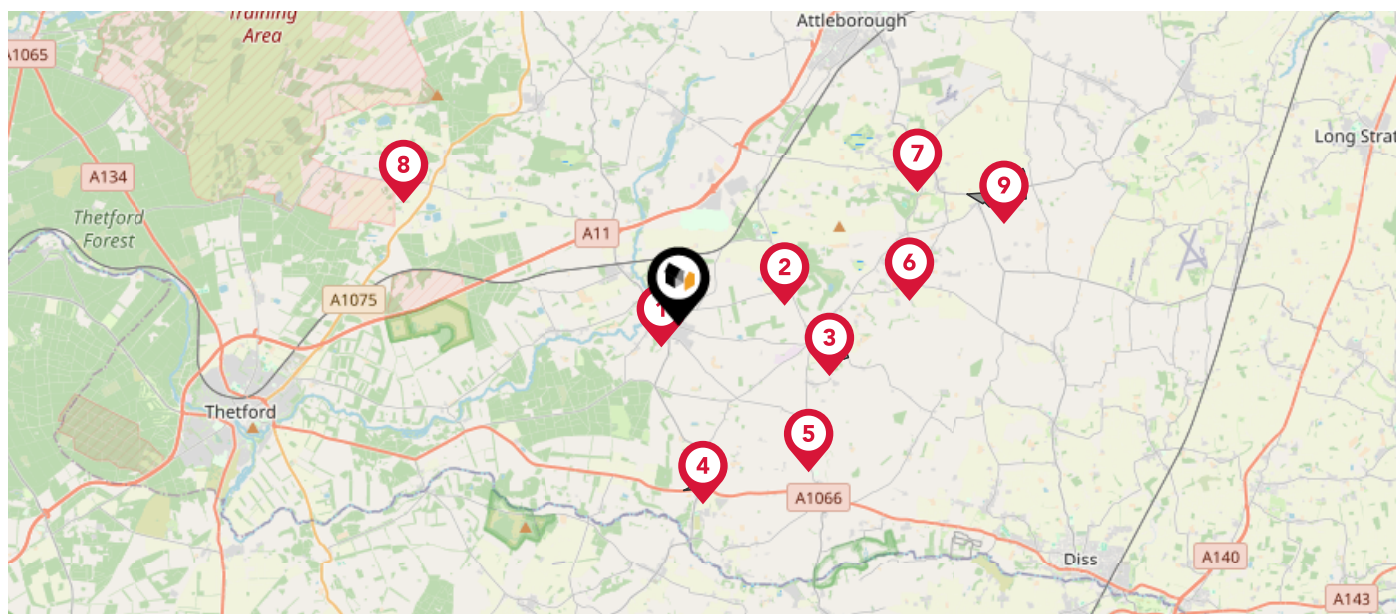 Training
Area
Attleborough
A1065
Long Strat
8
7
A134
9
Thetford
Forest
A11
6
2
A1075
1
3
Thetford
5
4
A1066
Diss
A140
A143